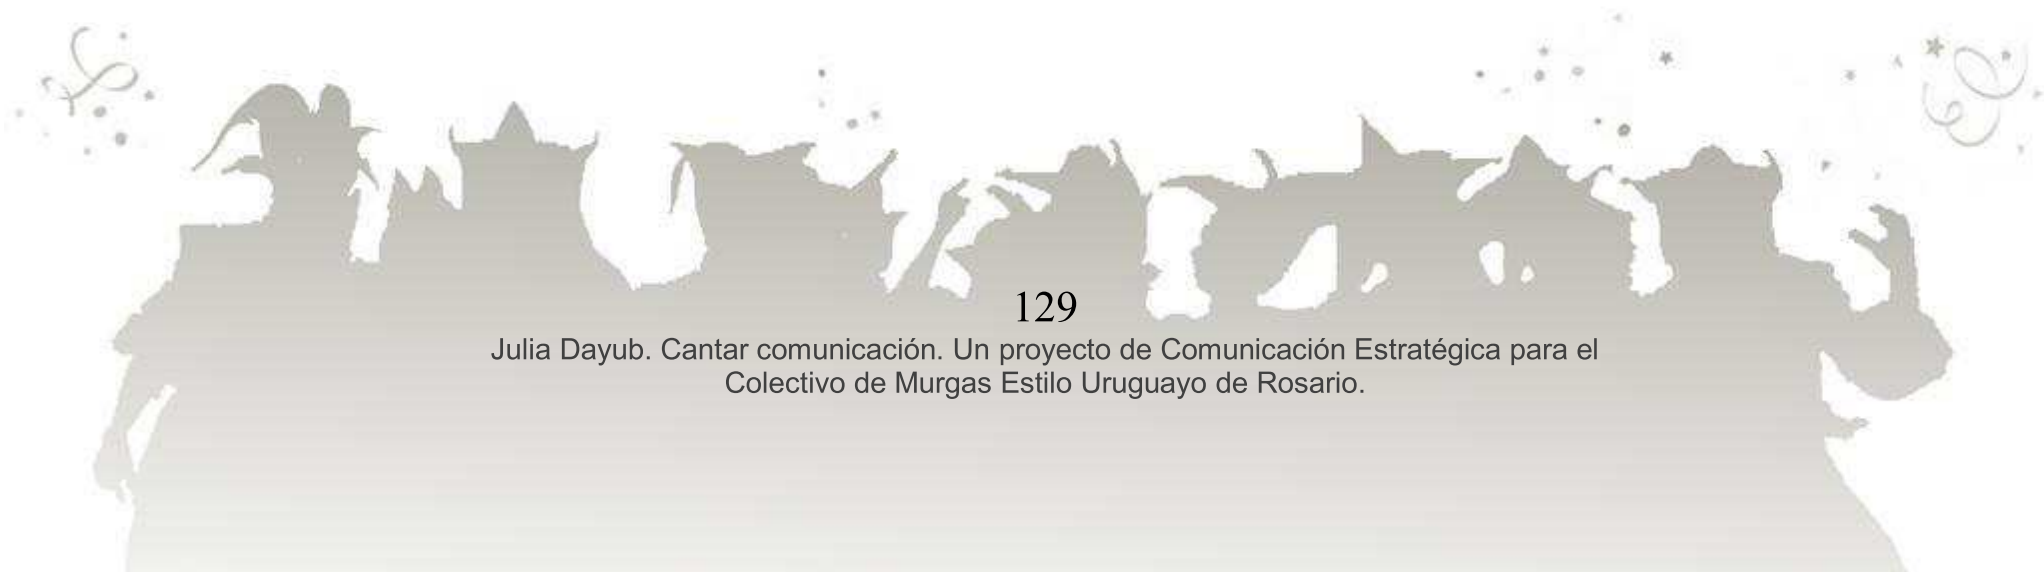 129
Julia Dayub. Cantar comunicación. Un proyecto de Comunicación Estratégica para el
Colectivo de Murgas Estilo Uruguayo de Rosario.